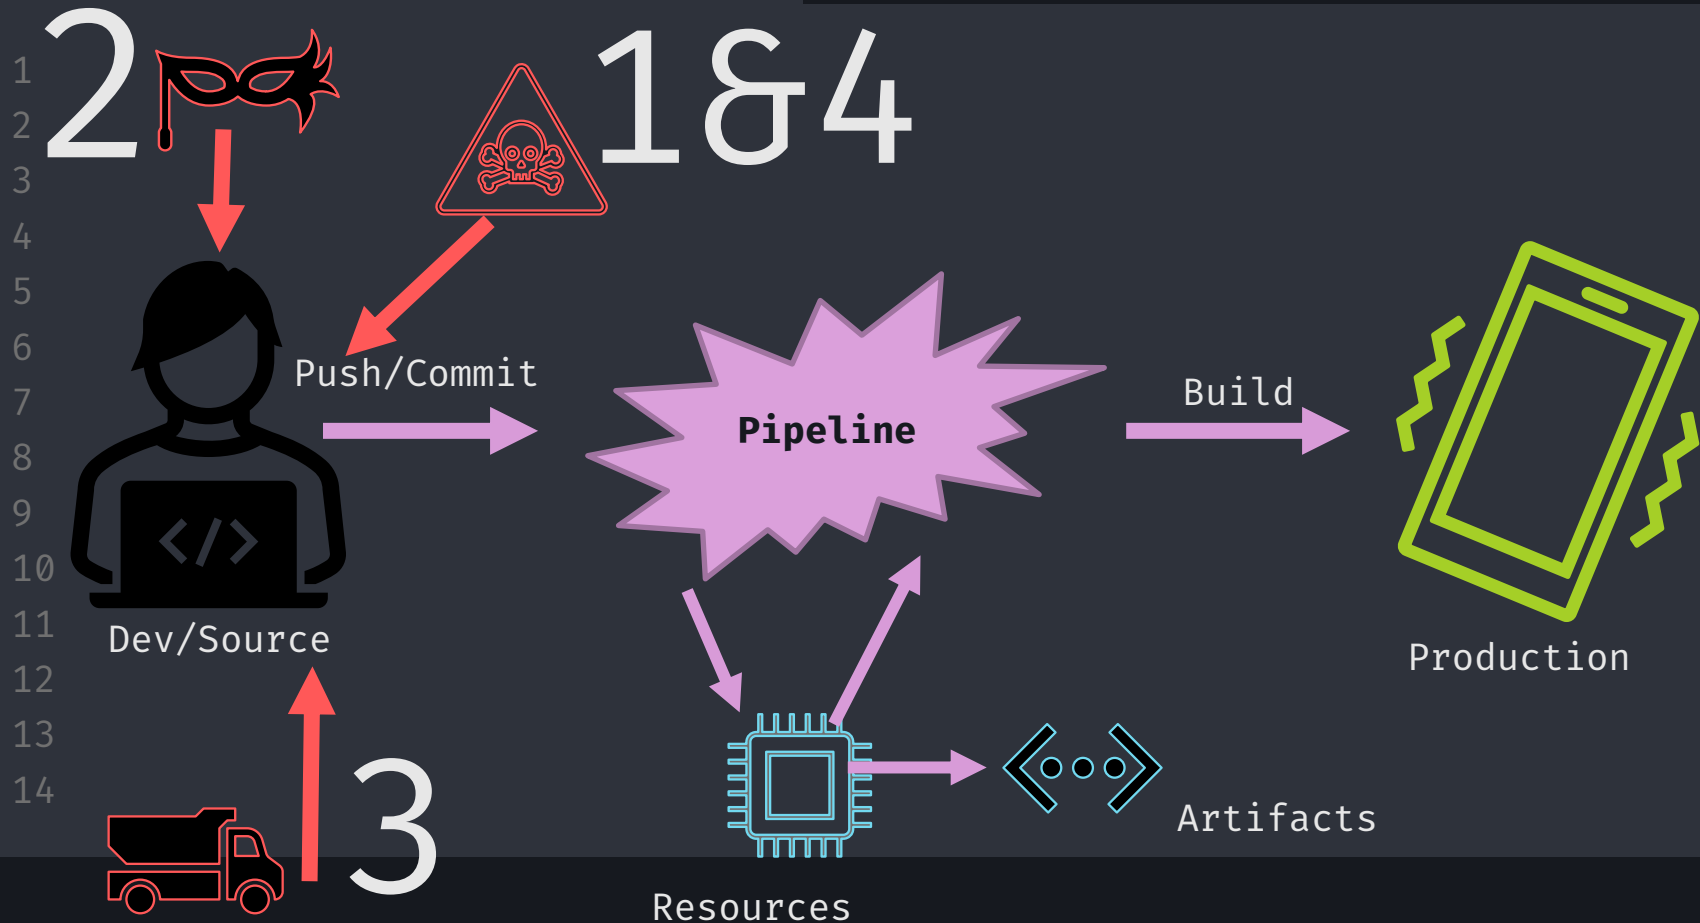 2
1&4
1
2
3
4
5
6
7
8
9
10
11
12
13
14
Push/Commit
Pipeline
Build
</>
Dev/Source
Production
3
Artifacts
Resources